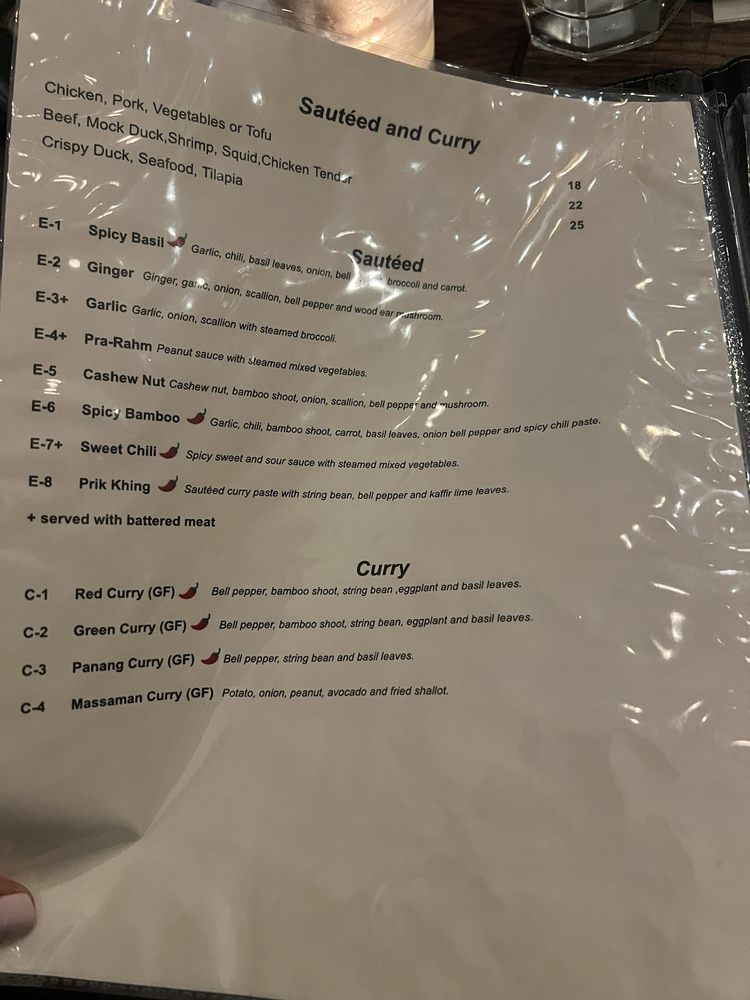 Sautéed and Curry
Chicken, Pork, Vegetables or Tofu 18
Beef, Mock Duck,Shrimp, Squid,Chicken Tender 22
Crispy Duck, Seafood, Tilapia 25
Sautéed
E-1 Spicy Basil Garlic, chili, basil leaves, onion, bell broccoli and carrot.
E-2 Ginger Ginger, garlic, onion, scallion, bell pepper and wood ear mushroom.
E-3+ Garlic Garlic, onion, scallion with steamed broccoli.
E-4+ Pra-Rahm Peanut sauce with steamed mixed vegetables.
E-5 Cashew Nut Cashew nut, bamboo shoot, onion, scallion, bell pepper and mushroom.
E-6 Spicy Bamboo Garlic, chili, bamboo shoot, carrot, basil leaves, onion bell pepper and spicy chili paste.
E-7+ Sweet Chili Spicy sweet and sour sauce with steamed mixed vegetables.
E-8 Prik Khing Sautéed curry paste with string bean, bell pepper and kaffir lime leaves.
+ served with battered meat
Curry
C-1 Red Curry (GF) Bell pepper, bamboo shoot, string bean ,eggplant and basil leaves.
C-2 Green Curry (GF) Bell pepper, bamboo shoot, string bean, eggplant and basil leaves.
C-3 Panang Curry (GF) Bell pepper, string bean and basil leaves.
C-4 Massaman Curry (GF) Potato, onion, peanut, avocado and fried shallot.